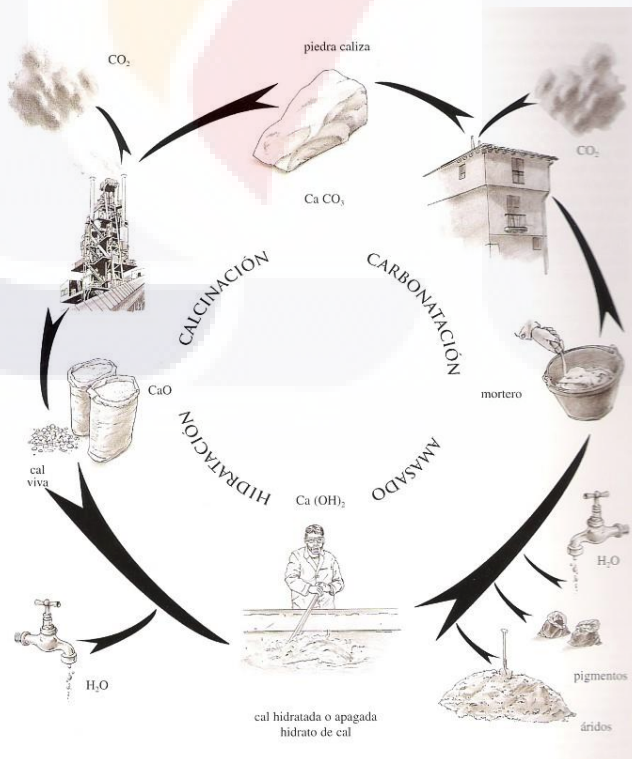 CO₂
piedra caliza
CO₂
Ca CO₃
CALCINACIÓN
CARBONATACIÓN
CaO
mortero
cal
viva
HIDRATACIÓN
AMASADO
Ca (OH)₂
H₂O
H₂O
pigmentos
cal hidratada o apagada
hidrato de cal
áridos